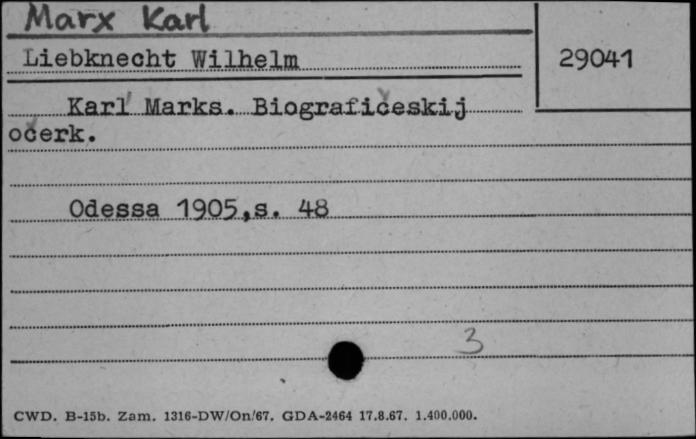 Marx Karl
Liebknecht Wilhelm
29041
Karl' Marks. Biografičeskij
očerk.
Odessa 1905,s. 48
3
CWD. B-15b. Zam. 1316-DW/On/67. GDA-2464 17.8.67. 1.400.000.